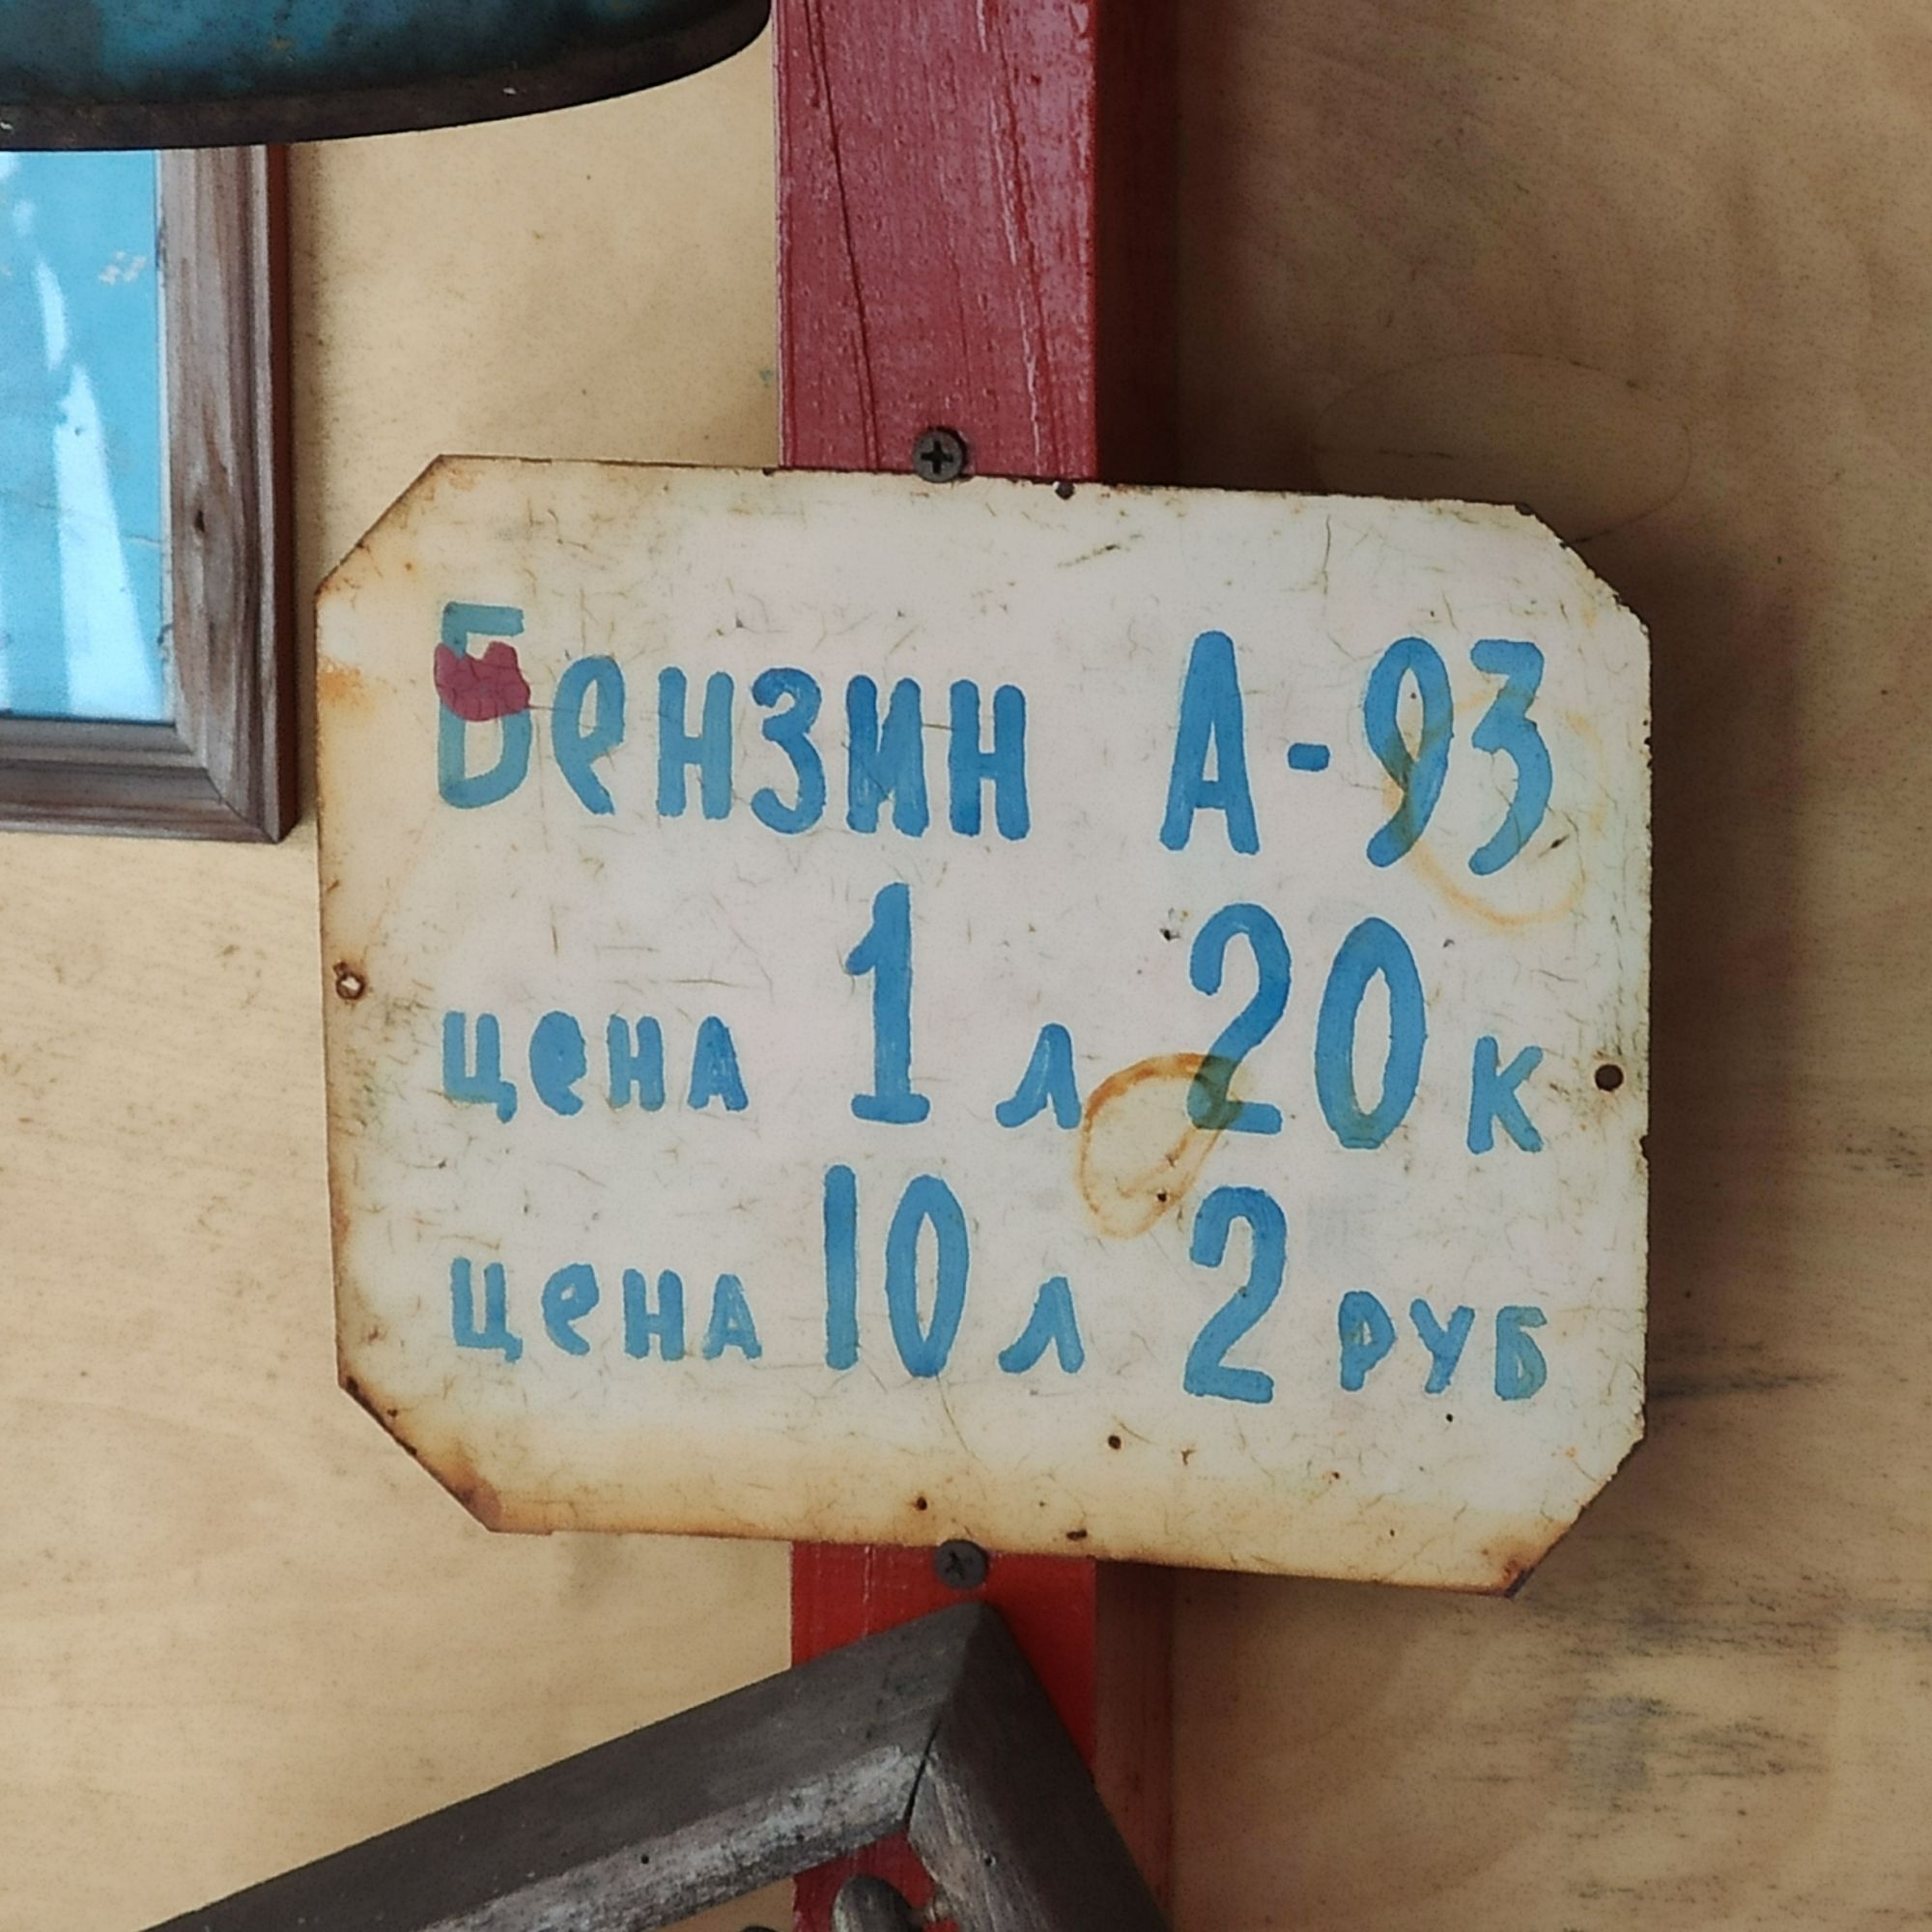 Бензин А-93
цена 1 л 20 к
цена 10 л 2 руб